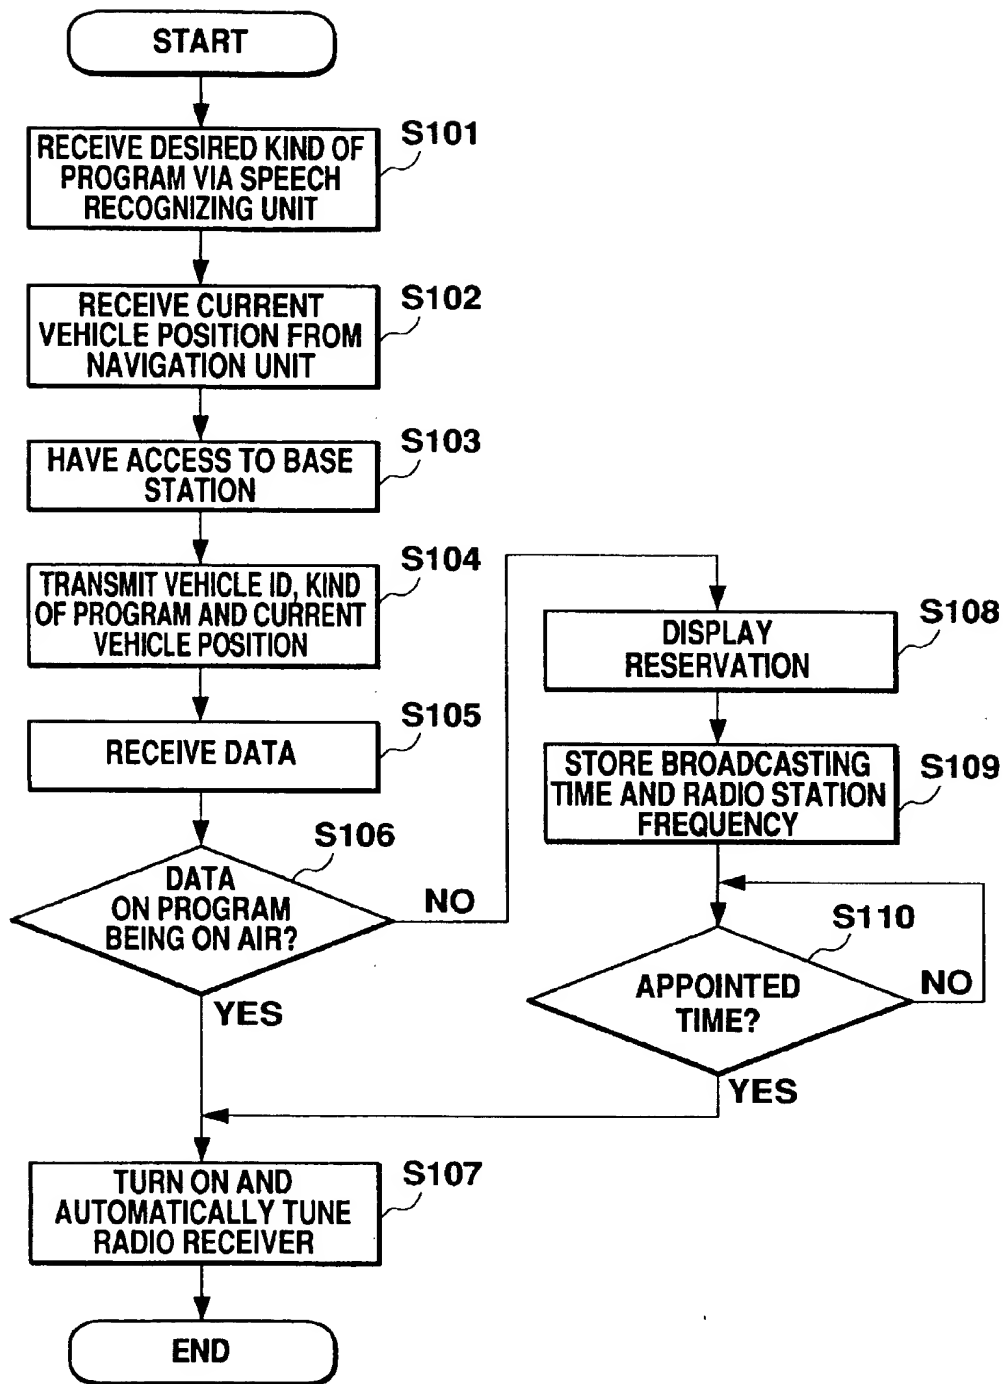 START
S101
RECEIVE DESIRED KIND OF
PROGRAM VIA SPEECH
RECOGNIZING UNIT
S102
RECEIVE CURRENT
VEHICLE POSITION FROM
NAVIGATION UNIT
S103
HAVE ACCESS TO BASE
STATION
S104
TRANSMIT VEHICLE ID, KIND
OF PROGRAM AND CURRENT
VEHICLE POSITION
S105
RECEIVE DATA
S106
DATA
ON PROGRAM
BEING ON AIR?
NO
YES
S108
DISPLAY
RESERVATION
S109
STORE BROADCASTING
TIME AND RADIO STATION
FREQUENCY
S110
APPOINTED
TIME?
NO
YES
S107
TURN ON AND
AUTOMATICALLY TUNE
RADIO RECEIVER
END